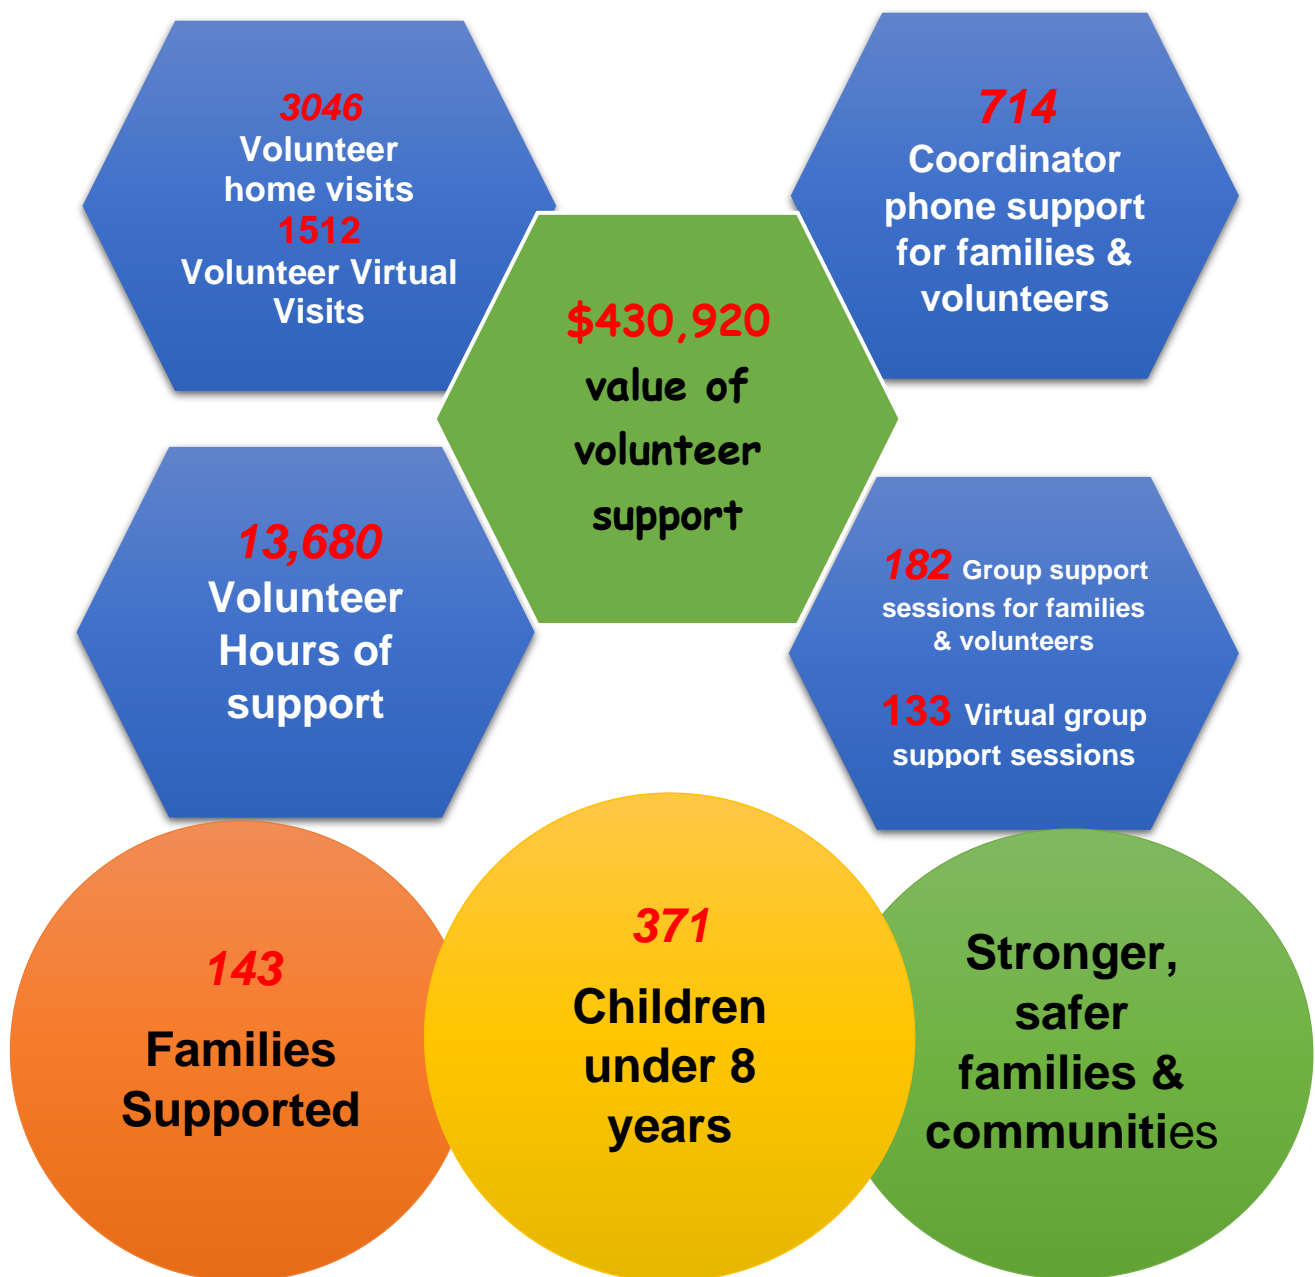 3046
Volunteer
home visits
1512
Volunteer Virtual
Visits
714
Coordinator
phone support
for families &
volunteers
$430,920
value of
volunteer
support
13,680
Volunteer
Hours of
support
182 Group support
sessions for families
& volunteers
133 Virtual group
support sessions
143
Families
Supported
371
Children
under 8
years
Stronger,
safer
families &
communities